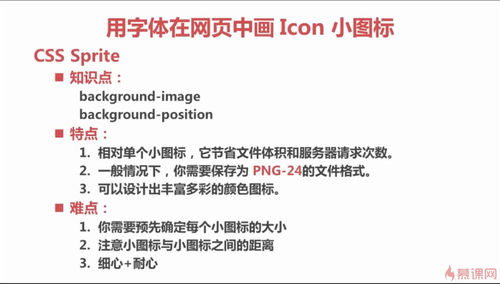 用字体在网页中画 Icon 小图标
CSS Sprite
知识点：
background-image
background-position
特点：
1. 相对单个小图标，它节省文件体积和服务器请求次数。
2. 一般情况下，你需要保存为 PNG-24的文件格式。
3. 可以设计出丰富多彩的颜色图标。
难点：
1. 你需要预先确定每个小图标的大小
2. 注意小图标与小图标之间的距离
3. 细心+耐心
慕课网